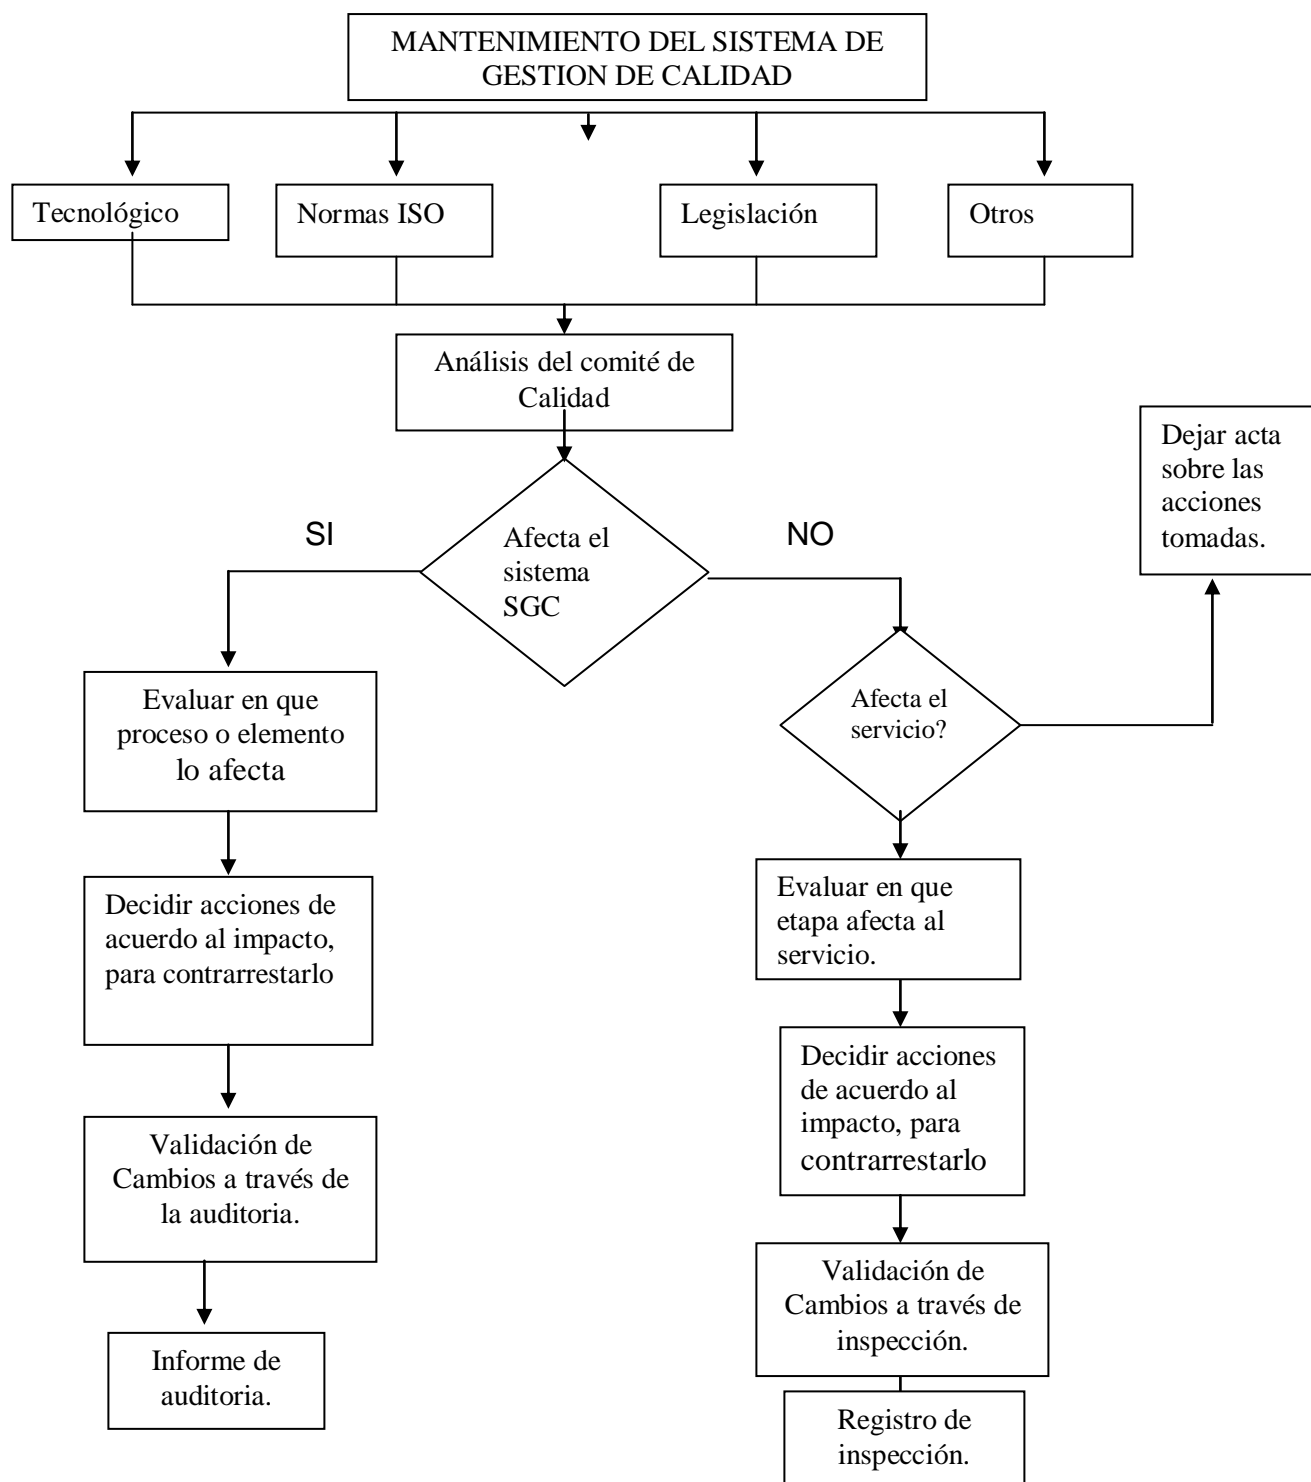 MANTENIMIENTO DEL SISTEMA DE
GESTION DE CALIDAD
Tecnológico
Normas ISO
Legislación
Otros
Análisis del comité de
Calidad
Dejar acta
sobre las
acciones
tomadas.
SI
Afecta el
sistema
SGC
NO
Evaluar en que
proceso o elemento
lo afecta
Afecta el
servicio?
Decidir acciones de
acuerdo al impacto,
para contrarrestarlo
Evaluar en que
etapa afecta al
servicio.
Decidir acciones
de acuerdo al
impacto, para
contrarrestarlo
Validación de
Cambios a través de
la auditoria.
Validación de
Cambios a través de
inspección.
Informe de
auditoria.
Registro de
inspección.